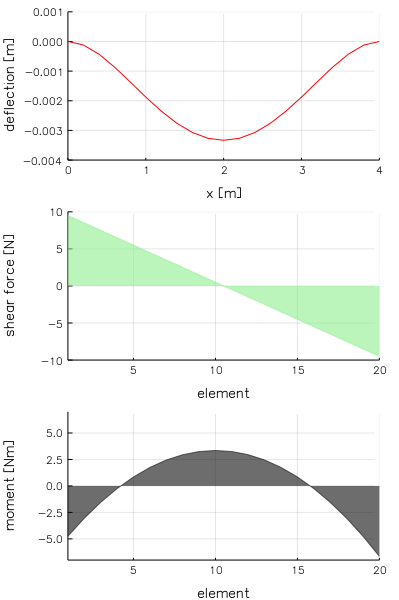 0.001
0.000
−0.001
−0.002
−0.003
−0.004
deflection [m]
0 1 2 3 4
x [m]
10
5
0
−5
−10
shear force [N]
5 10 15 20
element
5.0
2.5
0.0
−2.5
−5.0
moment [Nm]
5 10 15 20
element